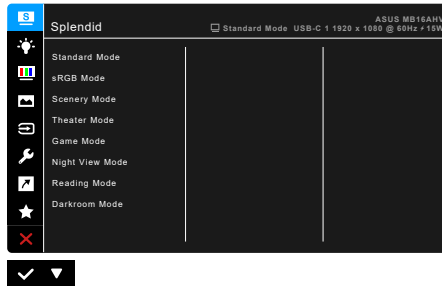 S
Splendid
ASUS MB16AHV
Standard Mode USB-C 1 1920 x 1080 @ 60Hz 15W
Standard Mode
sRGB Mode
Scenery Mode
Theater Mode
Game Mode
Night View Mode
Reading Mode
Darkroom Mode